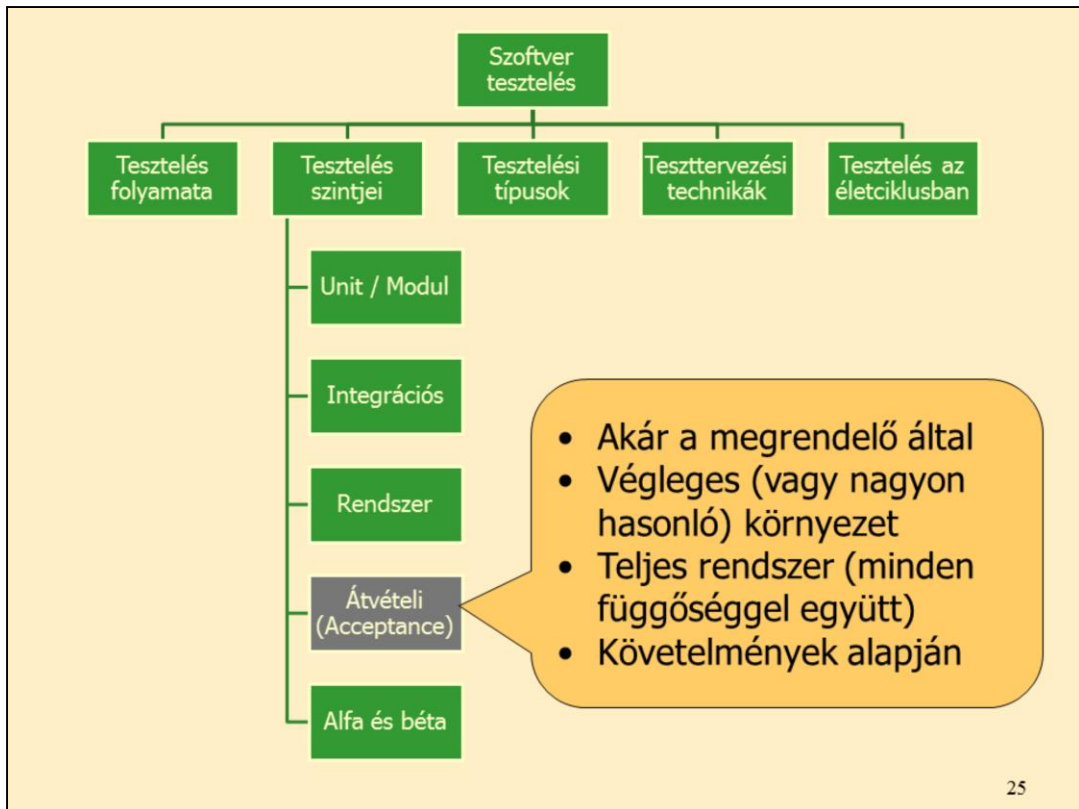 Szoftver
tesztelés
Tesztelés
folyamata
Tesztelés
szintjei
Tesztelési
típusok
Teszttervezési
technikák
Tesztelés az
életciklusban
Unit / Modul
Integrációs
Rendszer
Átvételi
(Acceptance)
Alfa és béta
• Akár a megrendelő által
• Végleges (vagy nagyon
hasonló) környezet
• Teljes rendszer (minden
függőséggel együtt)
• Követelmények alapján
25